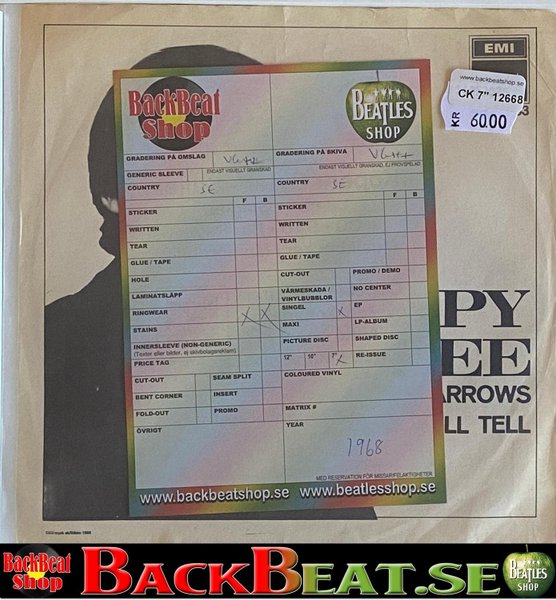 EMI
www.backbeatshop.se
CK 7" 12668
KR 60.00
3
BackBeat
Shop
BEATLES
SHOP
GRADERING PÅ OMSLAG VG++
ENDAST VISUELLT GRANSKAD
GENERIC SLEEVE
COUNTRY SE
F B
STICKER
WRITTEN
TEAR
GLUE / TAPE
HOLE
LAMINATSLÄPP
RINGWEAR
STAINS X X
INNERSLEEVE (NON-GENERIC)
(Texter eller bilder, ej skivbolagsreklam)
PRICE TAG
CUT-OUT SEAM SPLIT
BENT CORNER INSERT
FOLD-OUT PROMO
ÖVRIGT
GRADERING PÅ SKIVA VG++
ENDAST VISUELLT GRANSKAD, EJ PROVSPELAD
COUNTRY SE
F B
STICKER
WRITTEN
TEAR
GLUE / TAPE
CUT-OUT PROMO / DEMO
VÄRMESKADA /
VINYLBUBBLOR
NO CENTER
SINGEL X EP
MAXI LP-ALBUM
PICTURE DISC SHAPED DISC
12" 10" 7" X RE-ISSUE
COLOURED VINYL
MATRIX #
YEAR
1968
MED RESERVATION FÖR MISSAR/FELAKTIGHETER
www.backbeatshop.se www.beatlesshop.se
PY
EE
ARROWS
LL TELL
BackBeat
Shop
BACKBEAT.SE
BEATLES
SHOP